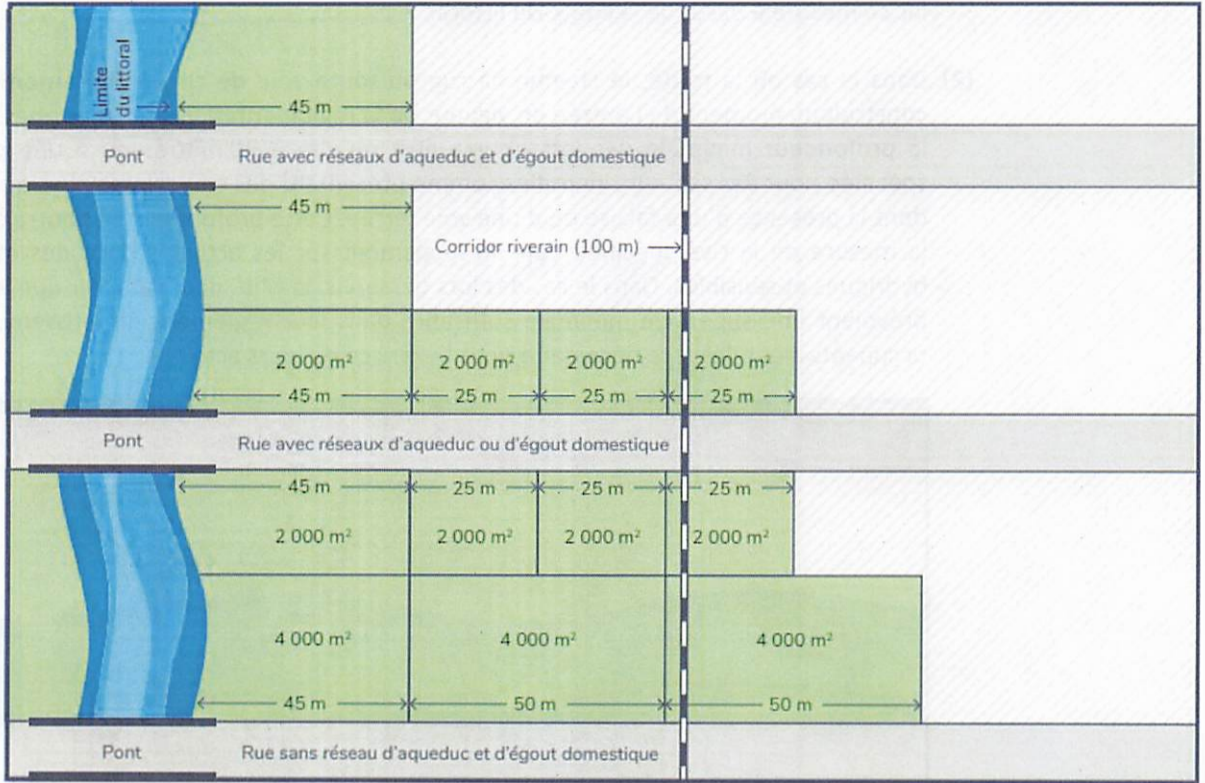 Limite
du littoral
45 m
Pont
Rue avec réseaux d'aqueduc et d'égout domestique
45 m
Corridor riverain (100 m)
2 000 m²
2 000 m²
2 000 m²
2 000 m²
45 m
25 m
25 m
25 m
Pont
Rue avec réseaux d'aqueduc ou d'égout domestique
45 m
25 m
25 m
25 m
2 000 m²
2 000 m²
2 000 m²
2 000 m²
4 000 m²
4 000 m²
4 000 m²
45 m
50 m
50 m
Pont
Rue sans réseau d'aqueduc et d'égout domestique